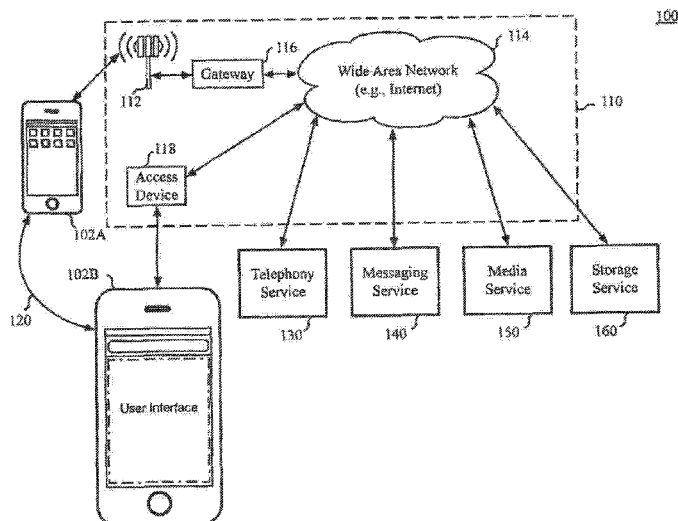 100
112
Gateway
116
Wide Area Network
(e.g., Internet)
114
110
118
Access
Device
102A
102B
120
User Interface
Telephony
Service
130
Messaging
Service
140
Media
Service
150
Storage
Service
160